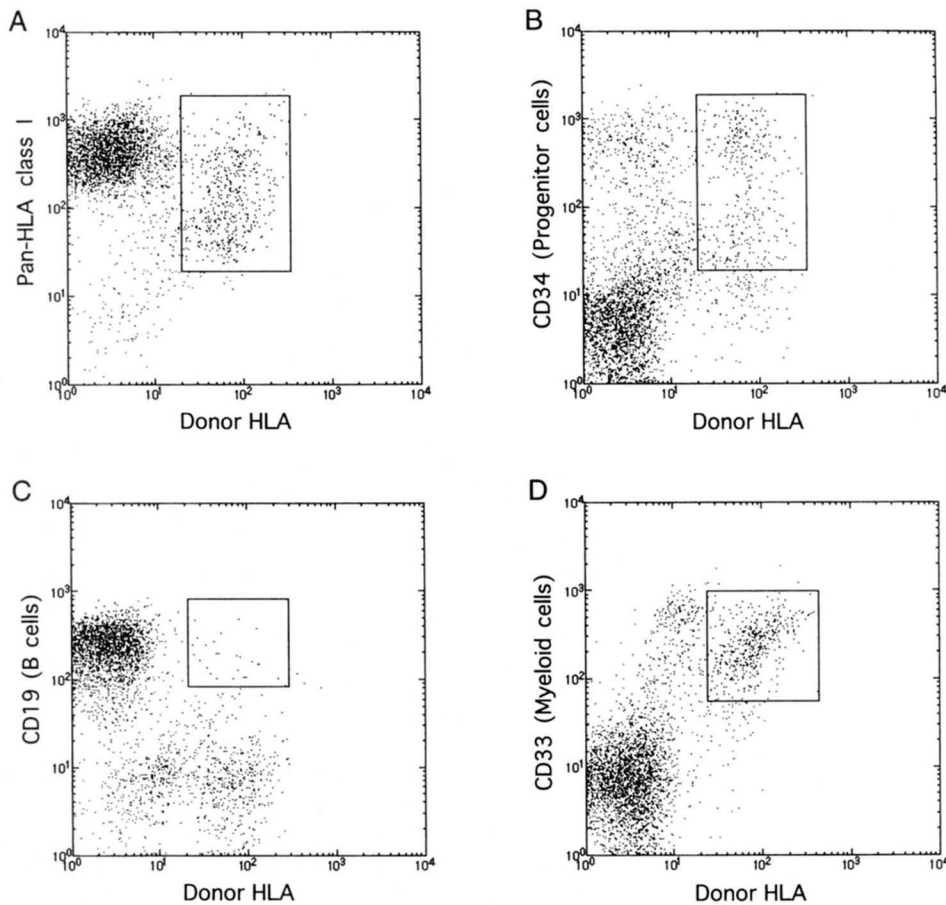 A
10⁴
10³
10²
10¹
10⁰
Pan-HLA class I
10⁰ 10¹ 10² 10³ 10⁴
Donor HLA
B
10⁴
10³
10²
10¹
10⁰
CD34 (Progenitor cells)
10⁰ 10¹ 10² 10³ 10⁴
Donor HLA
C
10⁴
10³
10²
10¹
10⁰
CD19 (B cells)
10⁰ 10¹ 10² 10³ 10⁴
Donor HLA
D
10⁴
10³
10²
10¹
10⁰
CD33 (Myeloid cells)
10⁰ 10¹ 10² 10³ 10⁴
Donor HLA